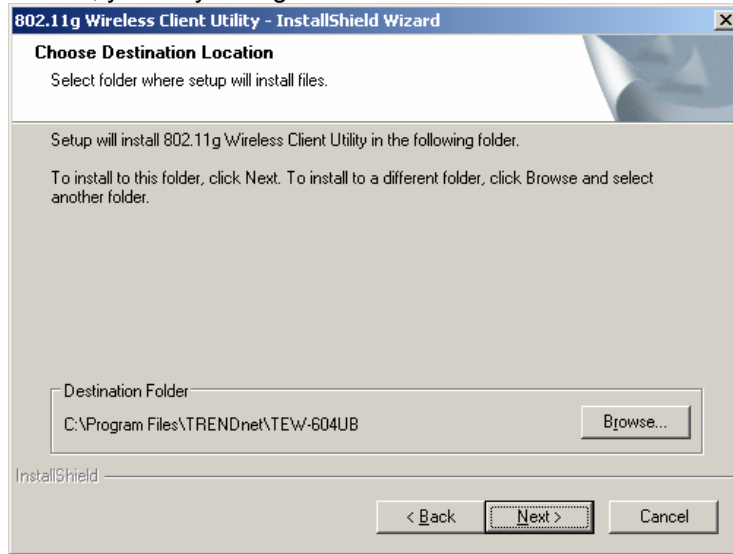 802.11g Wireless Client Utility - InstallShield Wizard
Choose Destination Location
Select folder where setup will install files.
Setup will install 802.11g Wireless Client Utility in the following folder.
To install to this folder, click Next. To install to a different folder, click Browse and select
another folder.
Destination Folder
C:\Program Files\TRENDnet\TEW-604UB
Browse...
InstallShield
< Back
Next >
Cancel